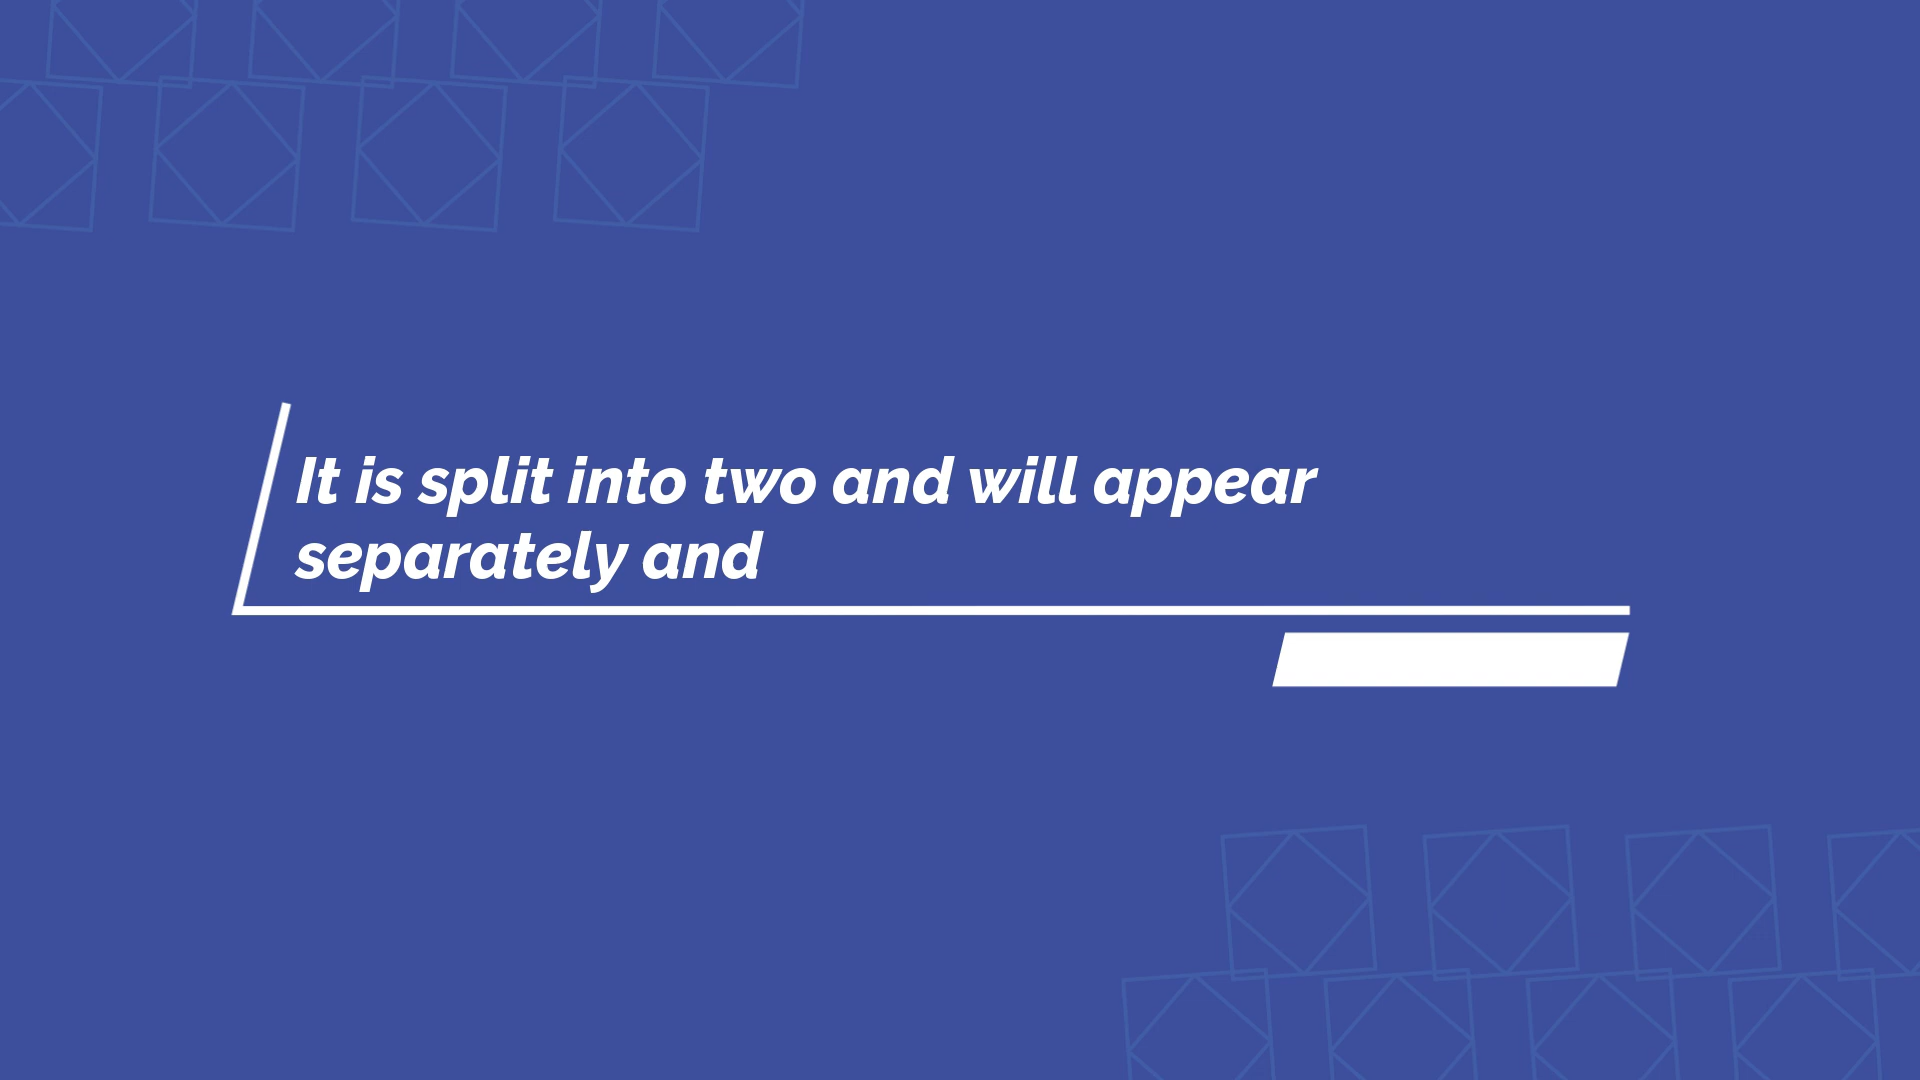 It is split into two and will appear
separately and